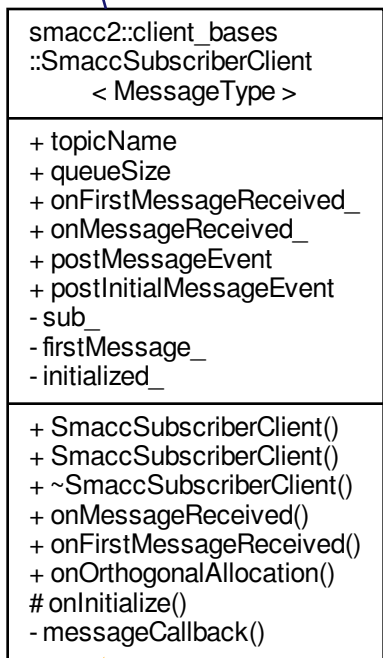 smacc2::client_bases
::SmaccSubscriberClient
< MessageType >
+ topicName
+ queueSize
+ onFirstMessageReceived_
+ onMessageReceived_
+ postMessageEvent
+ postInitialMessageEvent
- sub_
- firstMessage_
- initialized_
+ SmaccSubscriberClient()
+ SmaccSubscriberClient()
+ ~SmaccSubscriberClient()
+ onMessageReceived()
+ onFirstMessageReceived()
+ onOrthogonalAllocation()
# onInitialize()
- messageCallback()